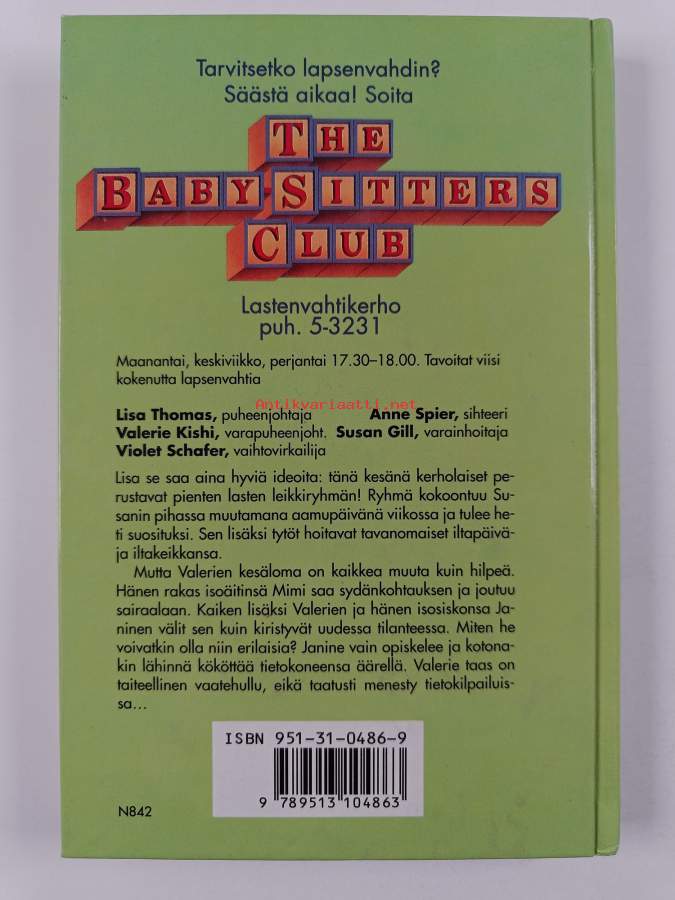 Tarvitsetko lapsenvahdin?
Säästä aikaa! Soita
THE
BABY-SITTERS
CLUB
Lastenvahtikerho
puh. 5-3231
Maanantai, keskiviikko, perjantai 17.30–18.00. Tavoitat viisi
kokenutta lapsenvahtia
Antikvariaatti.net
Lisa Thomas, puheenjohtaja Anne Spier, sihteeri
Valerie Kishi, varapuheenjoht. Susan Gill, varainhoitaja
Violet Schafer, vaihtovirkailija
Lisa se saa aina hyviä ideoita: tänä kesänä kerholaiset pe-
rustavat pienten lasten leikkiryhmän! Ryhmä kokoontuu Su-
sanin pihassa muutamana aamupäivänä viikossa ja tulee he-
ti suosituksi. Sen lisäksi tytöt hoitavat tavanomaiset iltapäivä-
ja iltakeikkansa.
Mutta Valerien kesäloma on kaikkea muuta kuin hilpeä.
Hänen rakas isoäitinsä Mimi saa sydänkohtauksen ja joutuu
sairaalaan. Kaiken lisäksi Valerien ja hänen isosiskonsa Ja-
ninen välit sen kuin kiristyvät uudessa tilanteessa. Miten he
voivatkin olla niin erilaisia? Janine vain opiskelee ja kotona-
kin lähinnä kököttää tietokoneensa äärellä. Valerie taas on
taiteellinen vaatehullu, eikä taatusti menesty tietokilpailuis-
sa...
ISBN 951-31-0486-9
9 789513 104863
N842